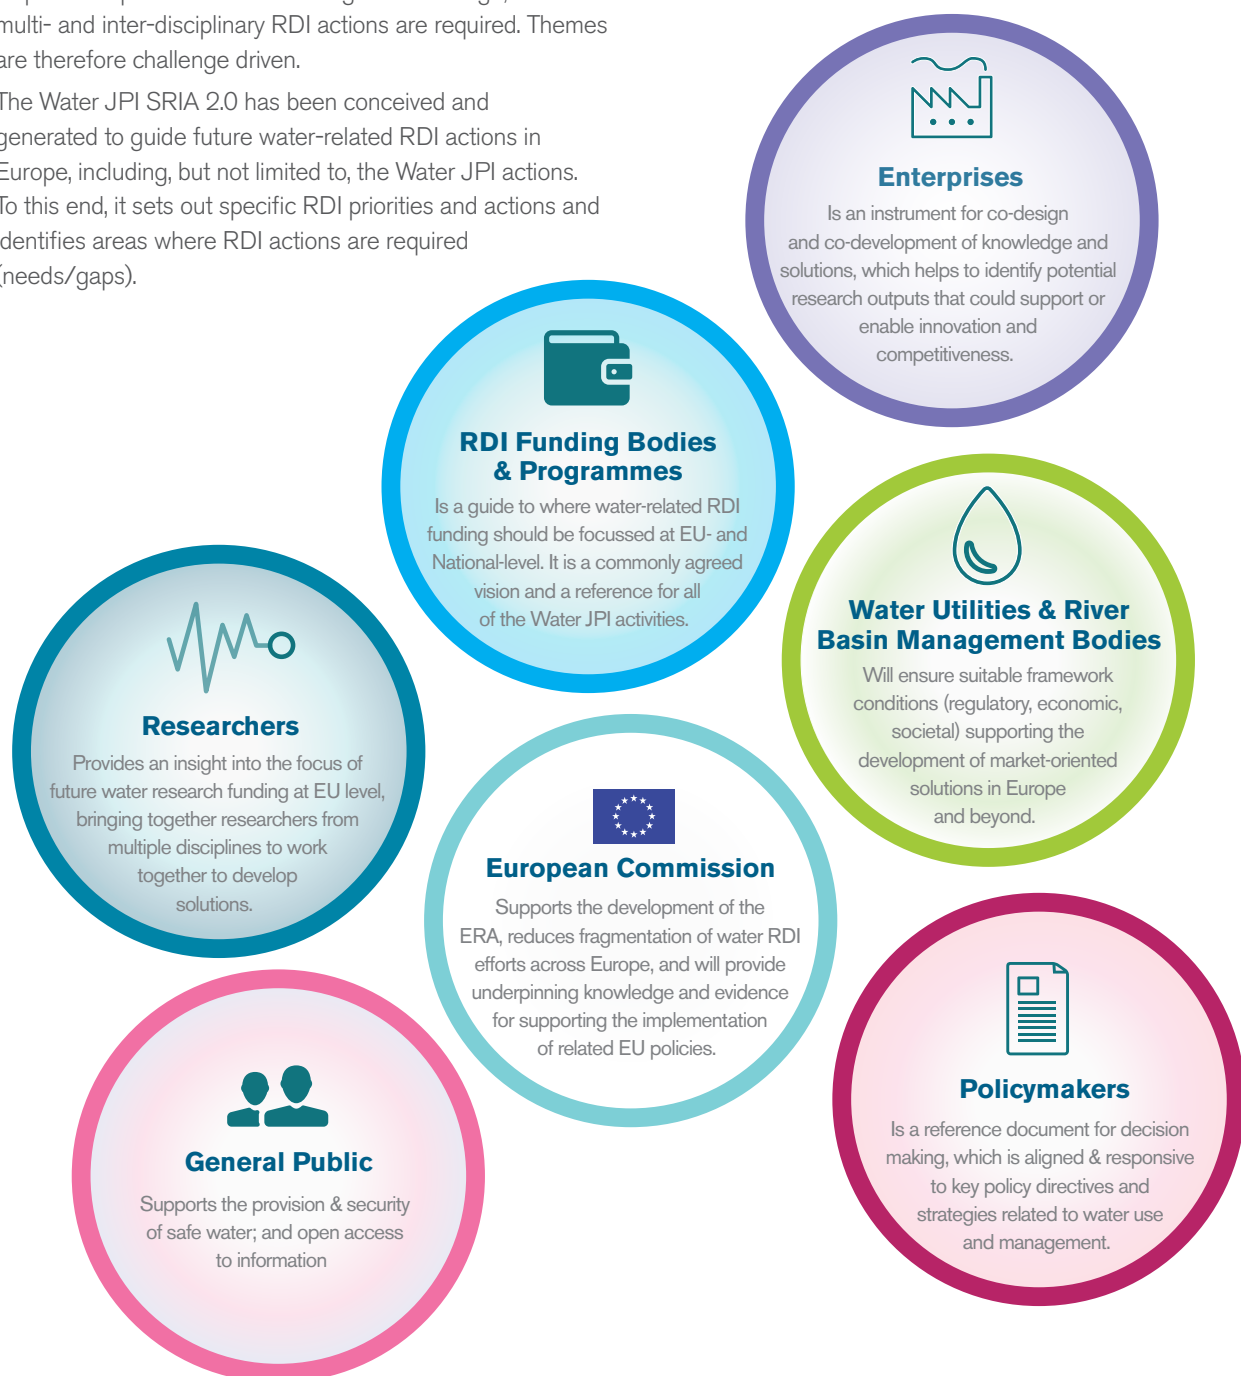 multi- and inter-disciplinary RDI actions are required. Themes
are therefore challenge driven.
The Water JPI SRIA 2.0 has been conceived and
generated to guide future water-related RDI actions in
Europe, including, but not limited to, the Water JPI actions.
To this end, it sets out specific RDI priorities and actions and
identifies areas where RDI actions are required
(needs/gaps).
Enterprises
Is an instrument for co-design
and co-development of knowledge and
solutions, which helps to identify potential
research outputs that could support or
enable innovation and
competitiveness.
RDI Funding Bodies
& Programmes
Is a guide to where water-related RDI
funding should be focussed at EU- and
National-level. It is a commonly agreed
vision and a reference for all
of the Water JPI activities.
Water Utilities & River
Basin Management Bodies
Will ensure suitable framework
conditions (regulatory, economic,
societal) supporting the
development of market-oriented
solutions in Europe
and beyond.
Researchers
Provides an insight into the focus of
future water research funding at EU level,
bringing together researchers from
multiple disciplines to work
together to develop
solutions.
European Commission
Supports the development of the
ERA, reduces fragmentation of water RDI
efforts across Europe, and will provide
underpinning knowledge and evidence
for supporting the implementation
of related EU policies.
Policymakers
Is a reference document for decision
making, which is aligned & responsive
to key policy directives and
strategies related to water use
and management.
General Public
Supports the provision & security
of safe water; and open access
to information